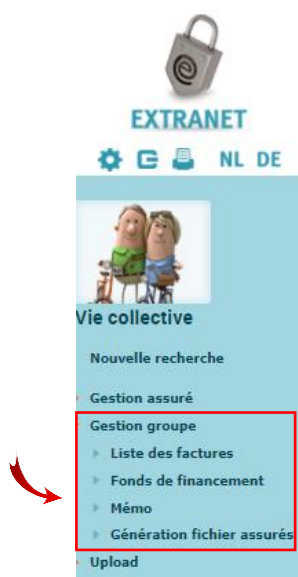 e
EXTRANET
NL DE
Vie collective
Nouvelle recherche
Gestion assuré
Gestion groupe
Liste des factures
Fonds de financement
Mémo
Génération fichier assurés
Upload